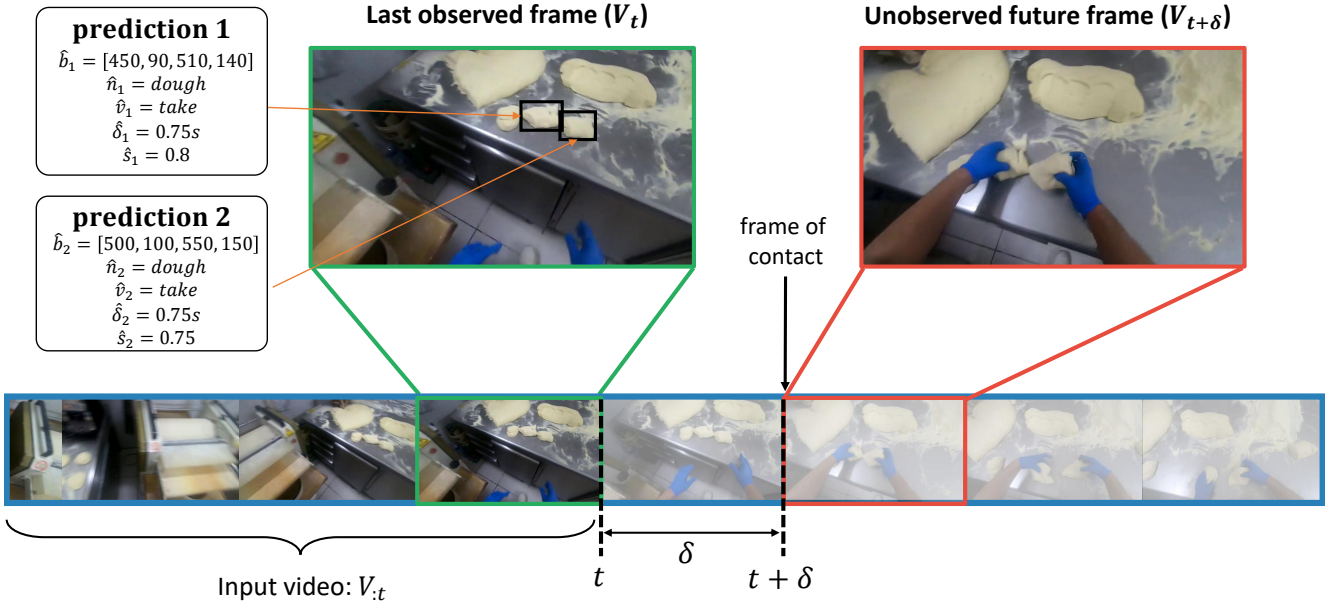 prediction 1
b̂₁ = [450, 90, 510, 140]
n̂₁ = dough
v̂₁ = take
δ̂₁ = 0.75s
ŝ₁ = 0.8
prediction 2
b̂₂ = [500, 100, 550, 150]
n̂₂ = dough
v̂₂ = take
δ̂₂ = 0.75s
ŝ₂ = 0.75
Last observed frame (Vₜ)
Unobserved future frame (Vₜ₊δ)
frame of
contact
t
δ
t + δ
Input video: V:ₜ